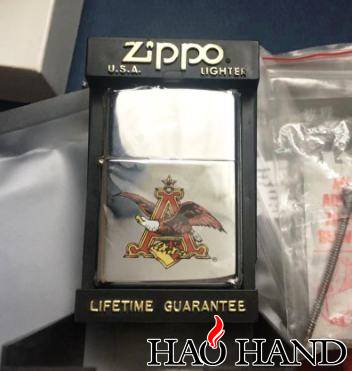 Zippo
U.S.A. LIGHTER
LIFETIME GUARANTEE
HAO HAND